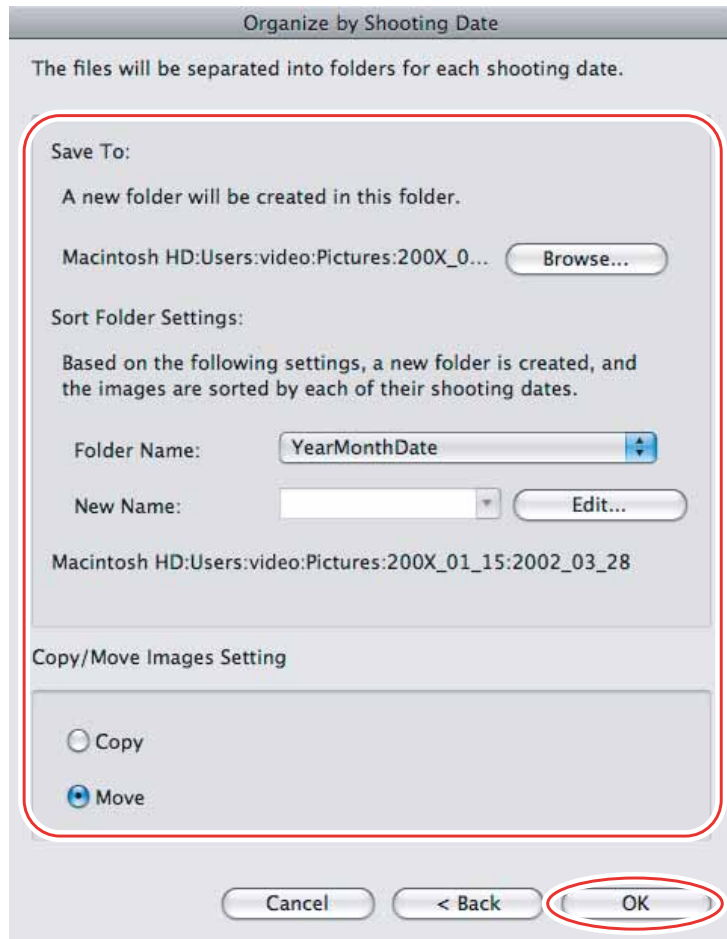 Organize by Shooting Date
The files will be separated into folders for each shooting date.
Save To:
A new folder will be created in this folder.
Macintosh HD:Users:video:Pictures:200X_0... Browse...
Sort Folder Settings:
Based on the following settings, a new folder is created, and
the images are sorted by each of their shooting dates.
Folder Name: YearMonthDate
New Name: Edit...
Macintosh HD:Users:video:Pictures:200X_01_15:2002_03_28
Copy/Move Images Setting
Copy
Move
Cancel < Back OK